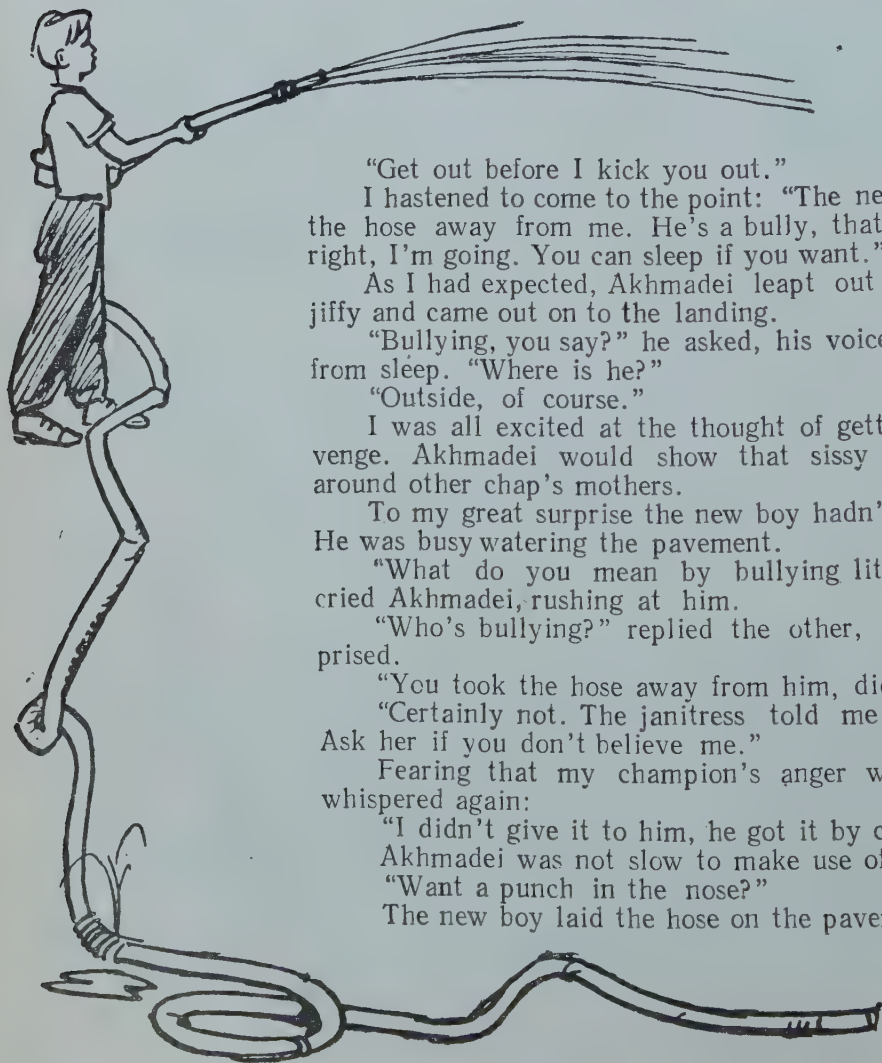 "Get out before I kick you out."
I hastened to come to the point: "The ne
the hose away from me. He's a bully, that
right, I'm going. You can sleep if you want."
As I had expected, Akhmadei leapt out
jiffy and came out on to the landing.
"Bullying, you say?" he asked, his voice
from sleep. "Where is he?"
"Outside, of course."
I was all excited at the thought of gett
venge. Akhmadei would show that sissy
around other chap's mothers.
To my great surprise the new boy hadn'
He was busy watering the pavement.
"What do you mean by bullying lit
cried Akhmadei, rushing at him.
"Who's bullying?" replied the other,
prised.
"You took the hose away from him, did
"Certainly not. The janitress told me
Ask her if you don't believe me."
Fearing that my champion's anger w
whispered again:
"I didn't give it to him, he got it by c
Akhmadei was not slow to make use of
"Want a punch in the nose?"
The new boy laid the hose on the pave